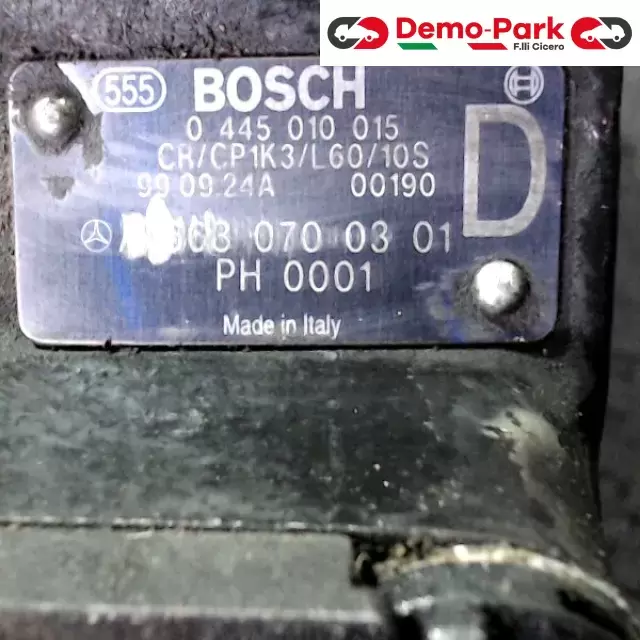 Demo-Park
F.lli Cicero
555 BOSCH
0 445 010 015
CR/CP1K3/L60/10S
99.09.24A 00190
D
070 03 01
PH 0001
Made in Italy